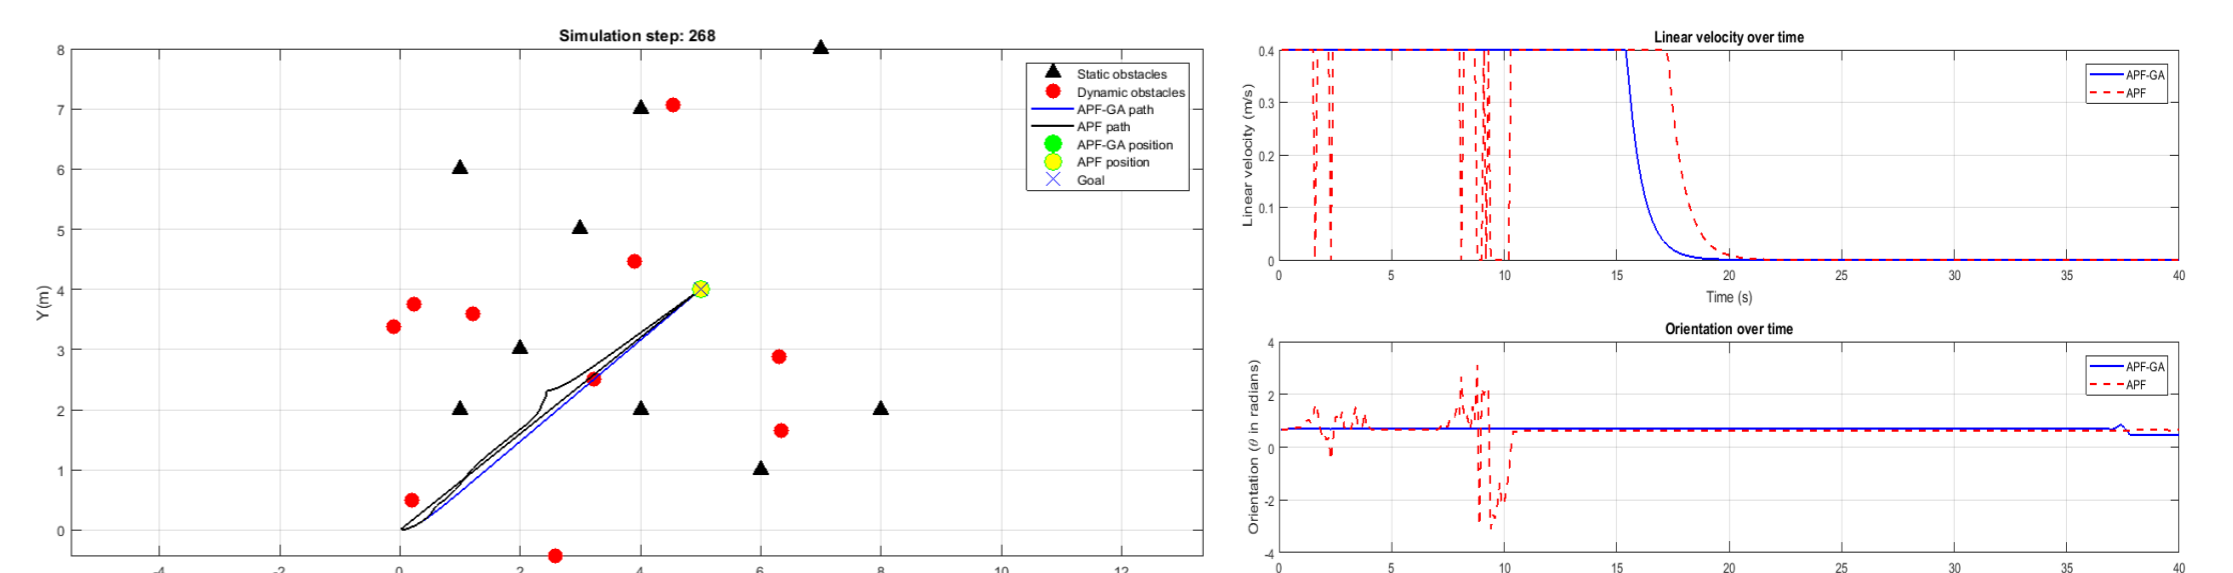 Simulation step: 268
8
7
6
5
4
3
2
1
0
Y(m)
-4
-2
0
2
4
6
8
10
12
Static obstacles
Dynamic obstacles
APF-GA path
APF path
APF-GA position
APF position
Goal
Linear velocity over time
0.4
0.3
0.2
0.1
0
Linear velocity (m/s)
0
5
10
15
20
25
30
35
40
Time (s)
APF-GA
APF
Orientation over time
4
2
0
-2
-4
Orientation (θ in radians)
0
5
10
15
20
25
30
35
40
APF-GA
APF